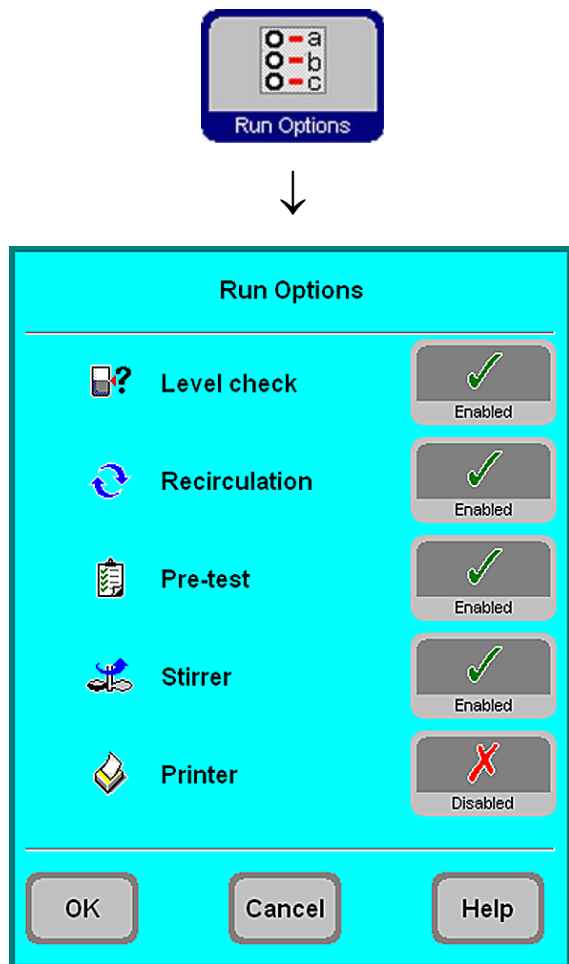 a
b
c
Run Options
Run Options
Level check
Enabled
Recirculation
Enabled
Pre-test
Enabled
Stirrer
Enabled
Printer
Disabled
OK Cancel Help